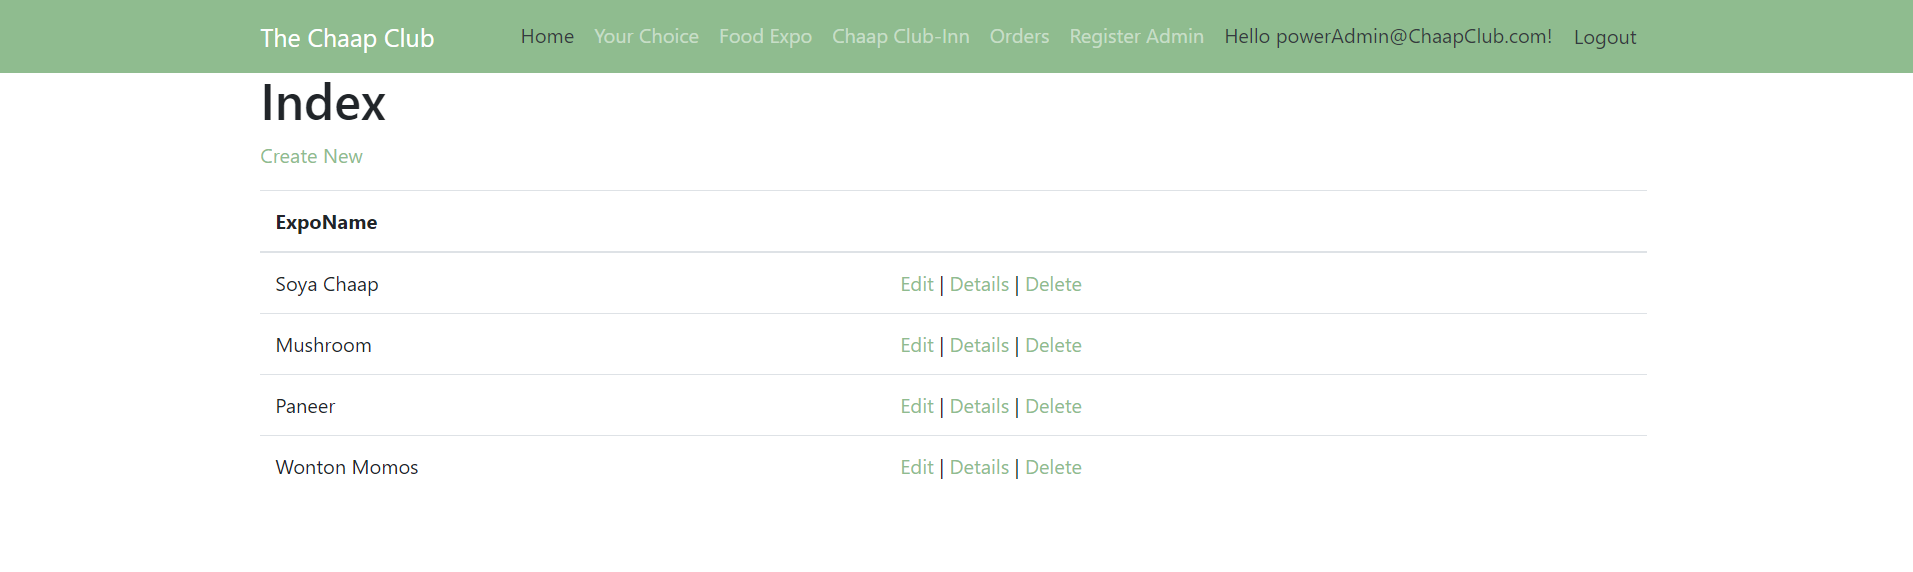 The Chaap Club Home Your Choice Food Expo Chaap Club-Inn Orders Register Admin Hello powerAdmin@ChaapClub.com! Logout
Index
Create New
ExpoName
Soya Chaap Edit | Details | Delete
Mushroom Edit | Details | Delete
Paneer Edit | Details | Delete
Wonton Momos Edit | Details | Delete